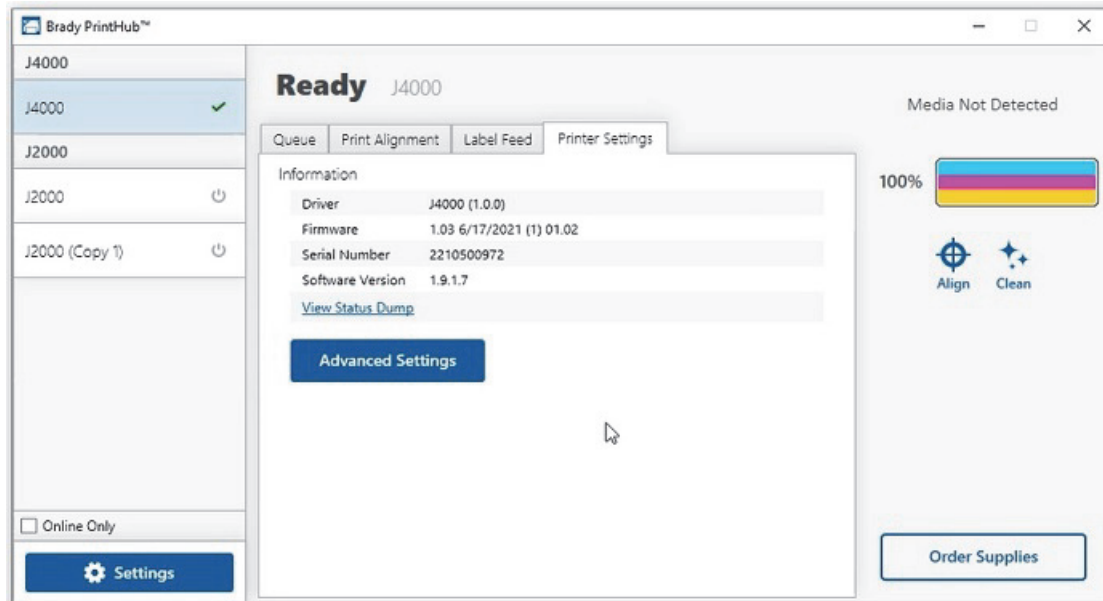 Brady PrintHub™
J4000
J4000
J2000
J2000
J2000 (Copy 1)
Online Only
Settings
Ready J4000
Queue Print Alignment Label Feed Printer Settings
Information
Driver J4000 (1.0.0)
Firmware 1.03 6/17/2021 (1) 01.02
Serial Number 2210500972
Software Version 1.9.1.7
View Status Dump
Advanced Settings
Media Not Detected
100%
Align Clean
Order Supplies